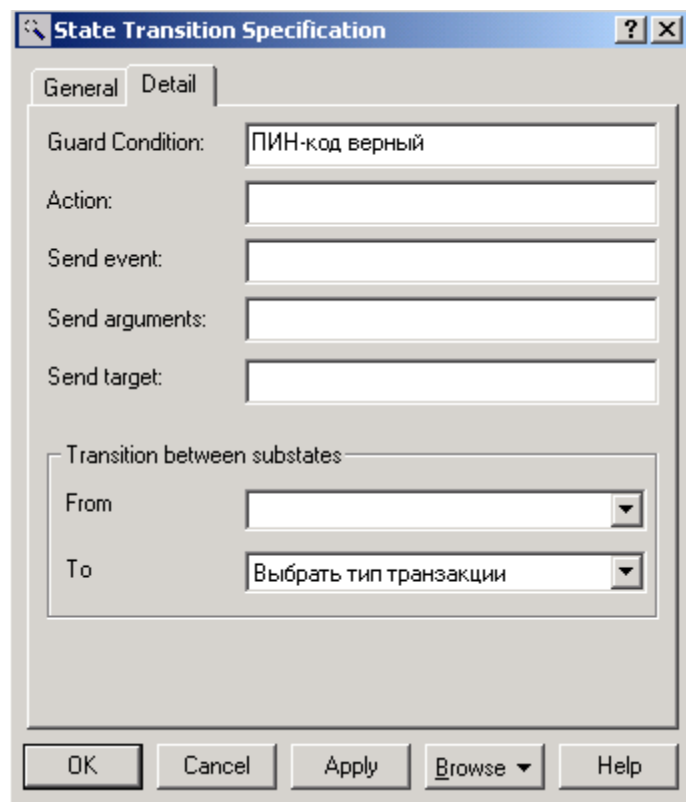 State Transition Specification
General Detail
Guard Condition: ПИН-код верный
Action:
Send event:
Send arguments:
Send target:
Transition between substates
From
To Выбрать тип транзакции
OK Cancel Apply Browse Help